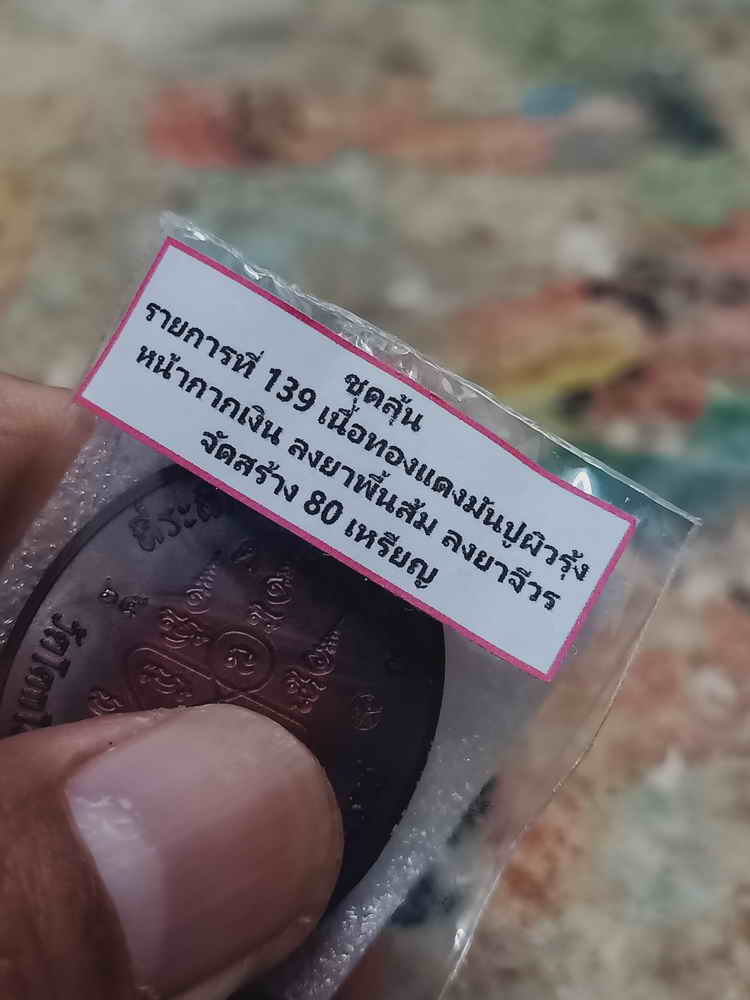 ชุดลุ้น
รายการที่ 139 เนื้อทองแดงมันปูผิวรุ้ง
หน้ากากเงิน ลงยาพื้นส้ม ลงยาจีวร
จัดสร้าง 80 เหรียญ
๖๕